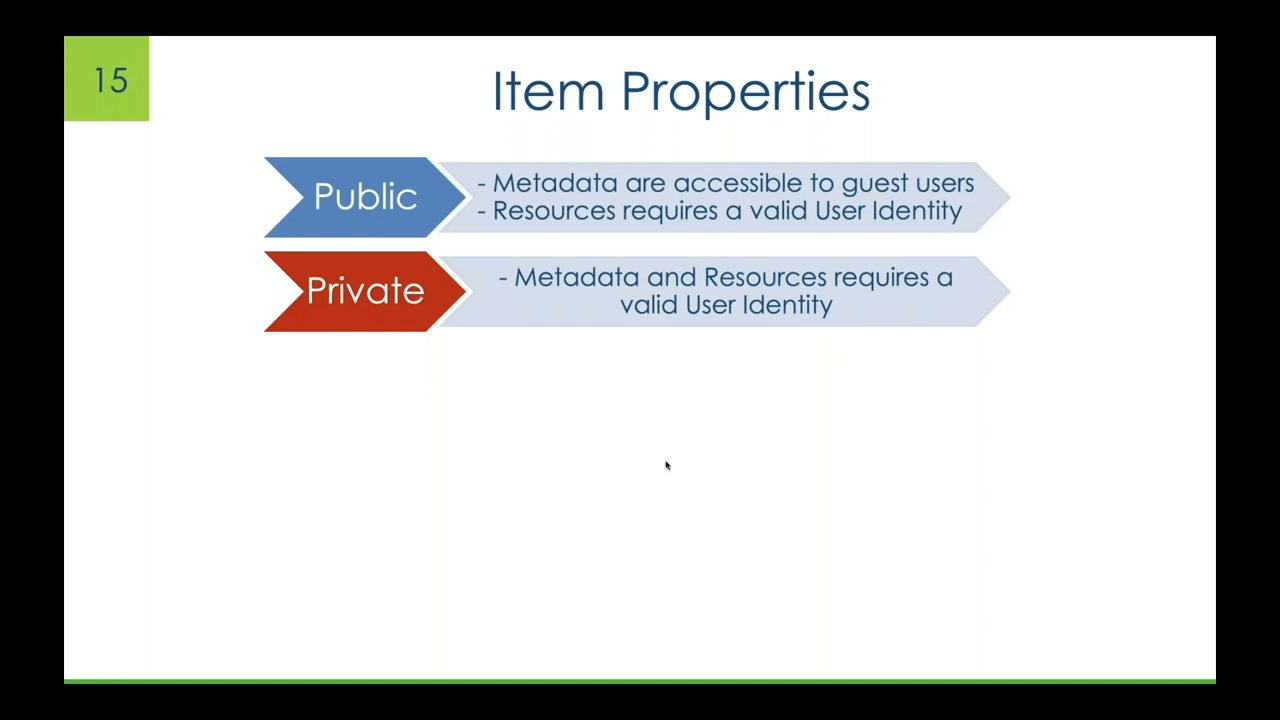 15
Item Properties
Public
- Metadata are accessible to guest users
- Resources requires a valid User Identity
Private
- Metadata and Resources requires a
valid User Identity